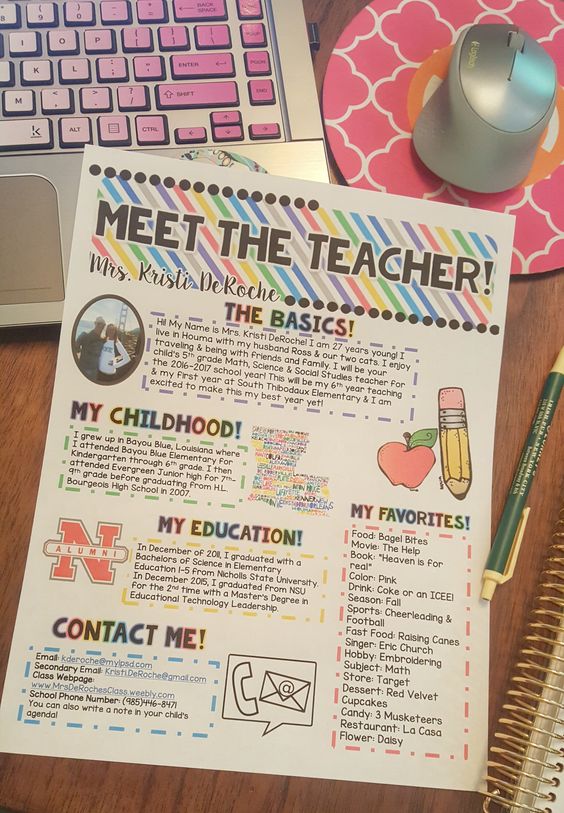 BACK SPACE
I
O
P
PGUP
K
L
ENTER
PGDN
M
SHIFT
END
ALT
CTRL
Logitech
MEET THE TEACHER!
Mrs. Kristi DeRoche
THE BASICS!
Hi! My Name is Mrs. Kristi DeRoche! I am 27 years young! I
live in Houma with my husband Ross & our two cats. I enjoy
traveling & being with friends and family. I will be your
child's 5th grade Math, Science & Social Studies teacher for
the 2016-2017 school year! This will be my 6th year teaching
& my first year at South Thibodaux Elementary & I am
excited to make this my best year yet!
MY CHILDHOOD!
I grew up in Bayou Blue, Louisiana where
I attended Bayou Blue Elementary for
Kindergarten through 6th grade. I then
attended Evergreen Junior high for 7th-
9th grade before graduating from H.L.
Bourgeois High School in 2007.
MY EDUCATION!
N
ALUMNI
In December of 2011, I graduated with a
Bachelors of Science in Elementary
Education 1-5 from Nicholls State University.
In December 2015, I graduated from NSU
for the 2nd time with a Master's Degree in
Educational Technology Leadership.
MY FAVORITES!
Food: Bagel Bites
Movie: The Help
Book: "Heaven is for
real"
Color: Pink
Drink: Coke or an ICEE!
Season: Fall
Sports: Cheerleading &
Football
Fast Food: Raising Canes
Singer: Eric Church
Hobby: Embroidering
Subject: Math
Store: Target
Dessert: Red Velvet
Cupcakes
Candy: 3 Musketeers
Restaurant: La Casa
Flower: Daisy
CONTACT ME!
Email: kderoche@mylpsd.com
Secondary Email: KristiDeRoche@gmail.com
Class Webpage:
www.MrsDeRochesClass.weebly.com
School Phone Number: (985)446-8471
You can also write a note in your child's
agenda!
@